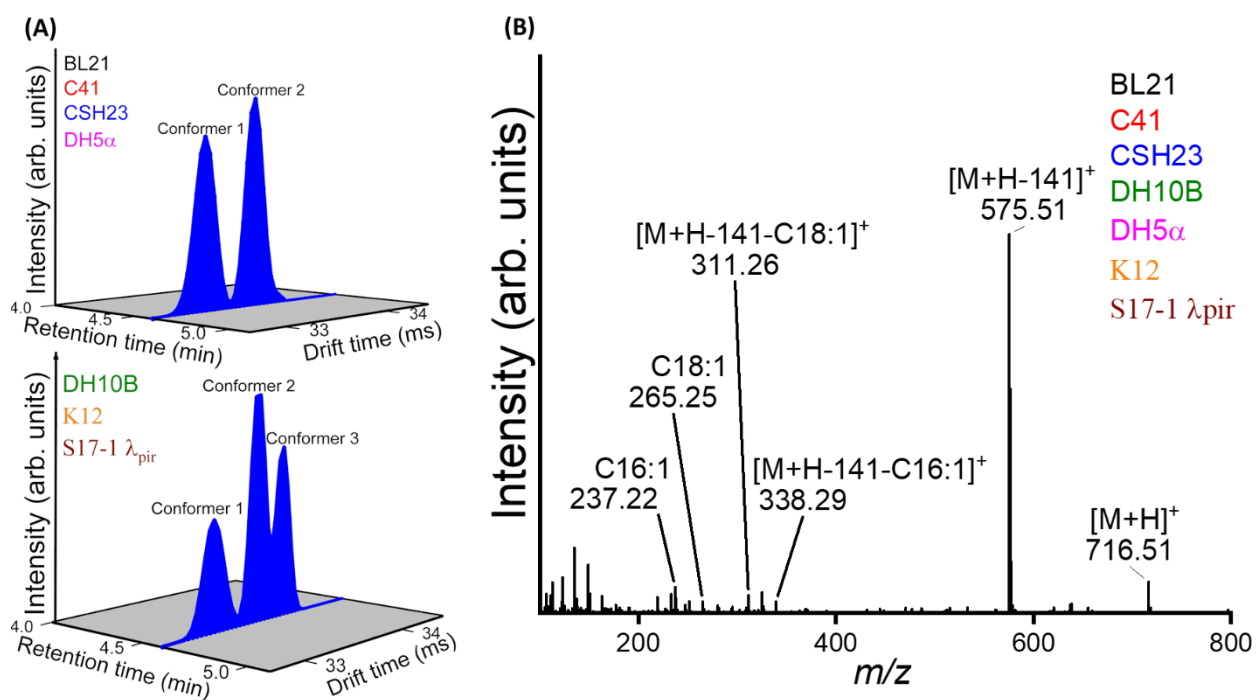 (A)
BL21
C41
CSH23
DH5α
Conformer 1
Conformer 2
Intensity (arb. units)
4.0
4.5
5.0
Retention time (min)
33
34
Drift time (ms)
DH10B
K12
S17-1 λpir
Conformer 1
Conformer 2
Conformer 3
Intensity (arb. units)
4.0
4.5
5.0
Retention time (min)
33
34
Drift time (ms)
(B)
BL21
C41
CSH23
DH10B
DH5α
K12
S17-1 λpir
[M+H-141]+
575.51
[M+H-141-C18:1]+
311.26
C18:1
265.25
C16:1
237.22
[M+H-141-C16:1]+
338.29
[M+H]+
716.51
Intensity (arb. units)
200
400
600
800
m/z